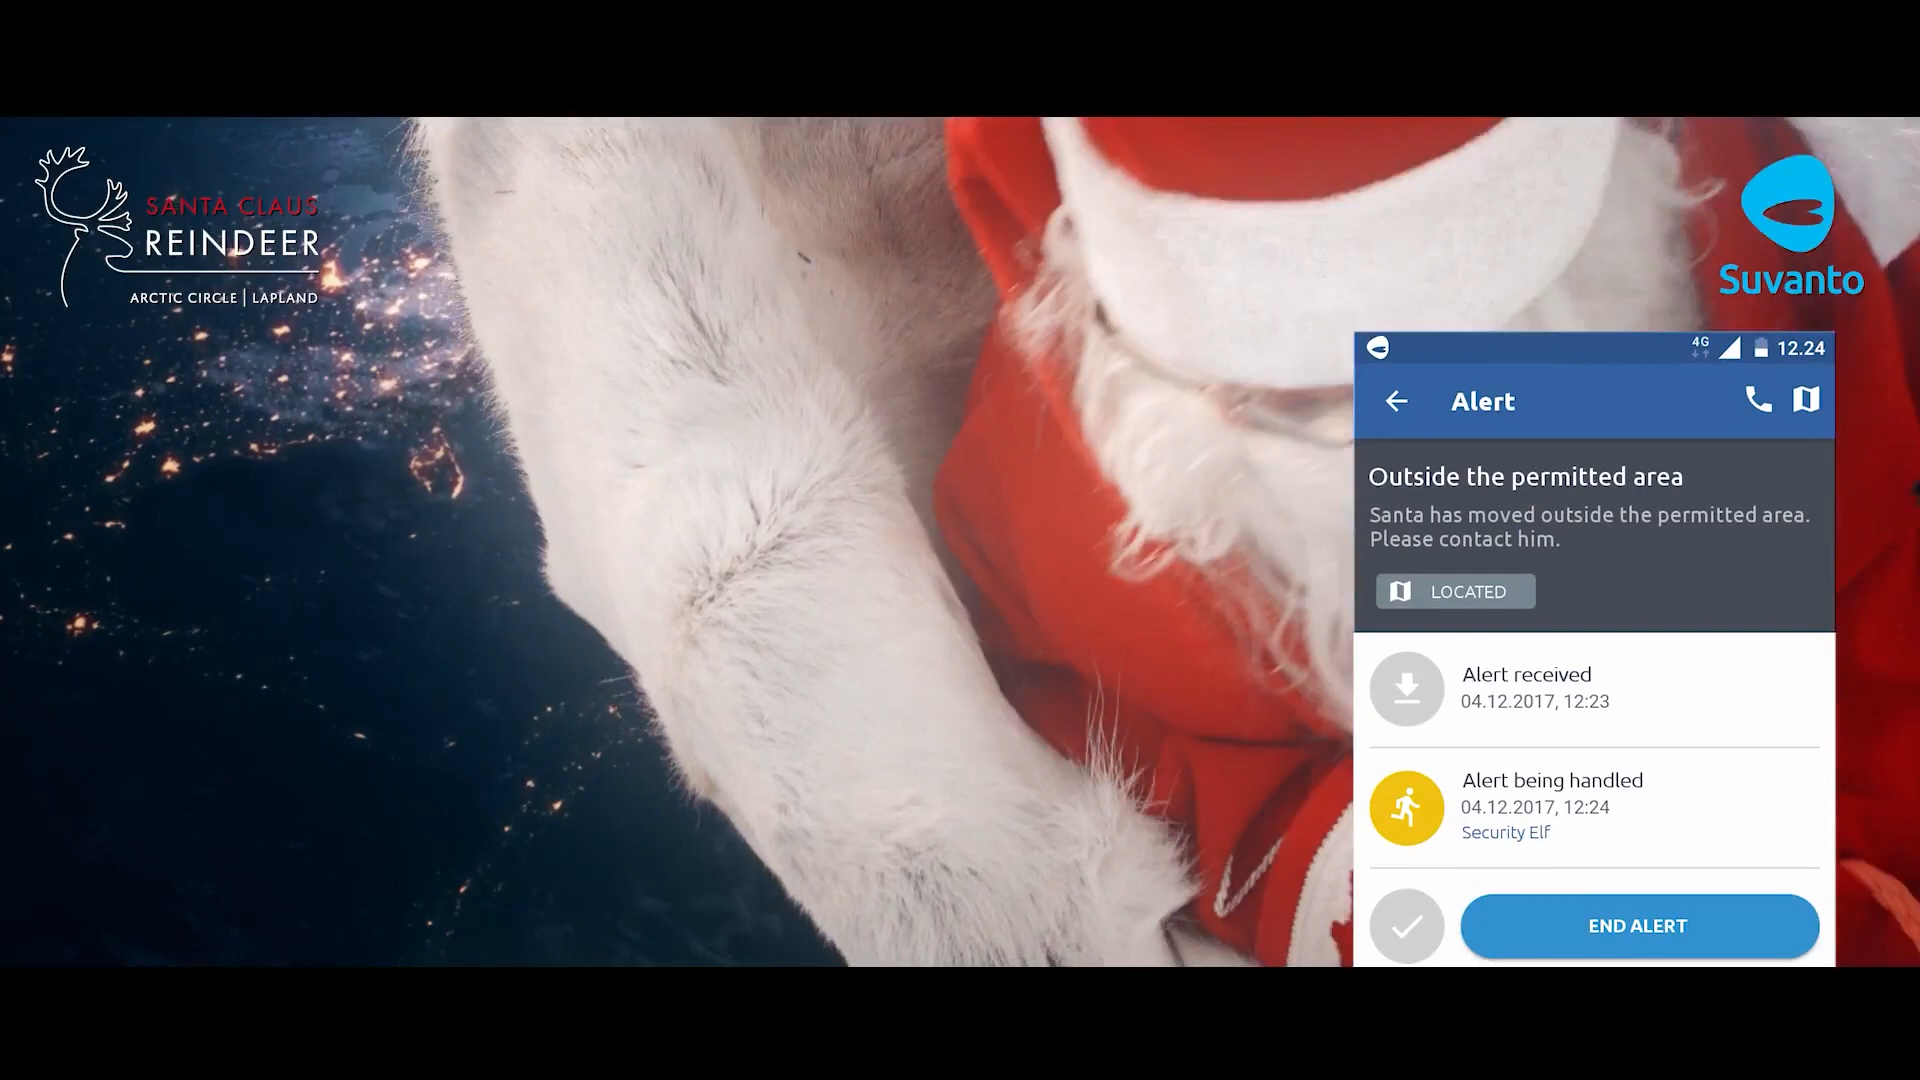 SANTA CLAUS
REINDEER
ARCTIC CIRCLE | LAPLAND
Suvanto
4G
12.24
Alert
Outside the permitted area
Santa has moved outside the permitted area.
Please contact him.
LOCATED
Alert received
04.12.2017, 12:23
Alert being handled
04.12.2017, 12:24
Security Elf
END ALERT